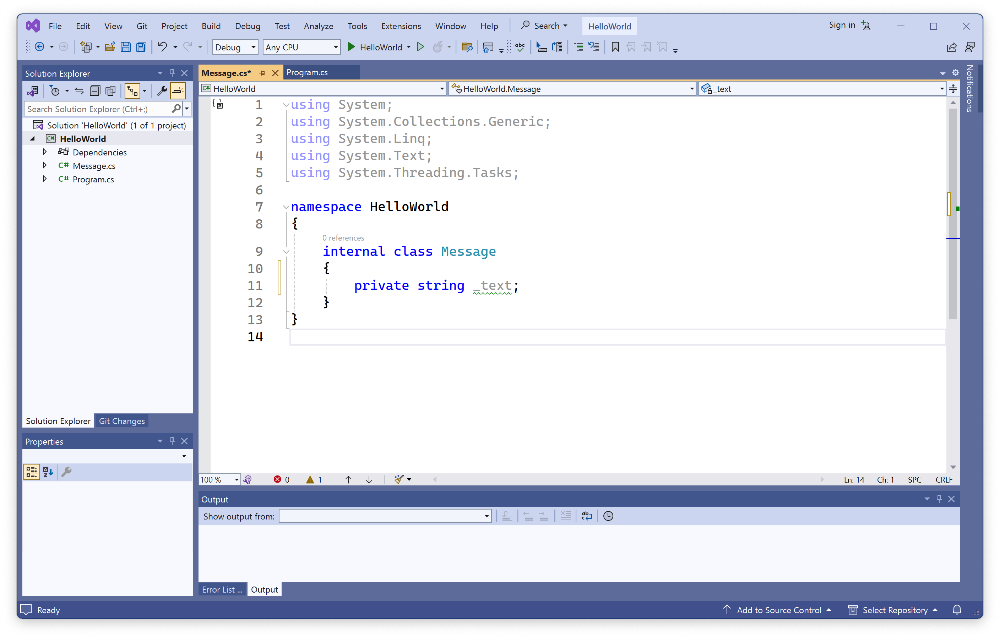 File Edit View Git Project Build Debug Test Analyze Tools Extensions Window Help Search HelloWorld Sign in
Debug Any CPU HelloWorld abc
Solution Explorer
Search Solution Explorer (Ctrl+;)
Solution 'HelloWorld' (1 of 1 project)
C# HelloWorld
Dependencies
C# Message.cs
C# Program.cs
Solution Explorer Git Changes
Properties
Message.cs* Program.cs
C# HelloWorld HelloWorld.Message _text
1 using System;
2 using System.Collections.Generic;
3 using System.Linq;
4 using System.Text;
5 using System.Threading.Tasks;
6
7 namespace HelloWorld
8 {
0 references
9 internal class Message
10 {
11 private string _text;
12 }
13 }
14
100 % 0 1 Ln: 14 Ch: 1 SPC CRLF
Output
Show output from:
Error List ... Output
Notifications
Ready Add to Source Control Select Repository